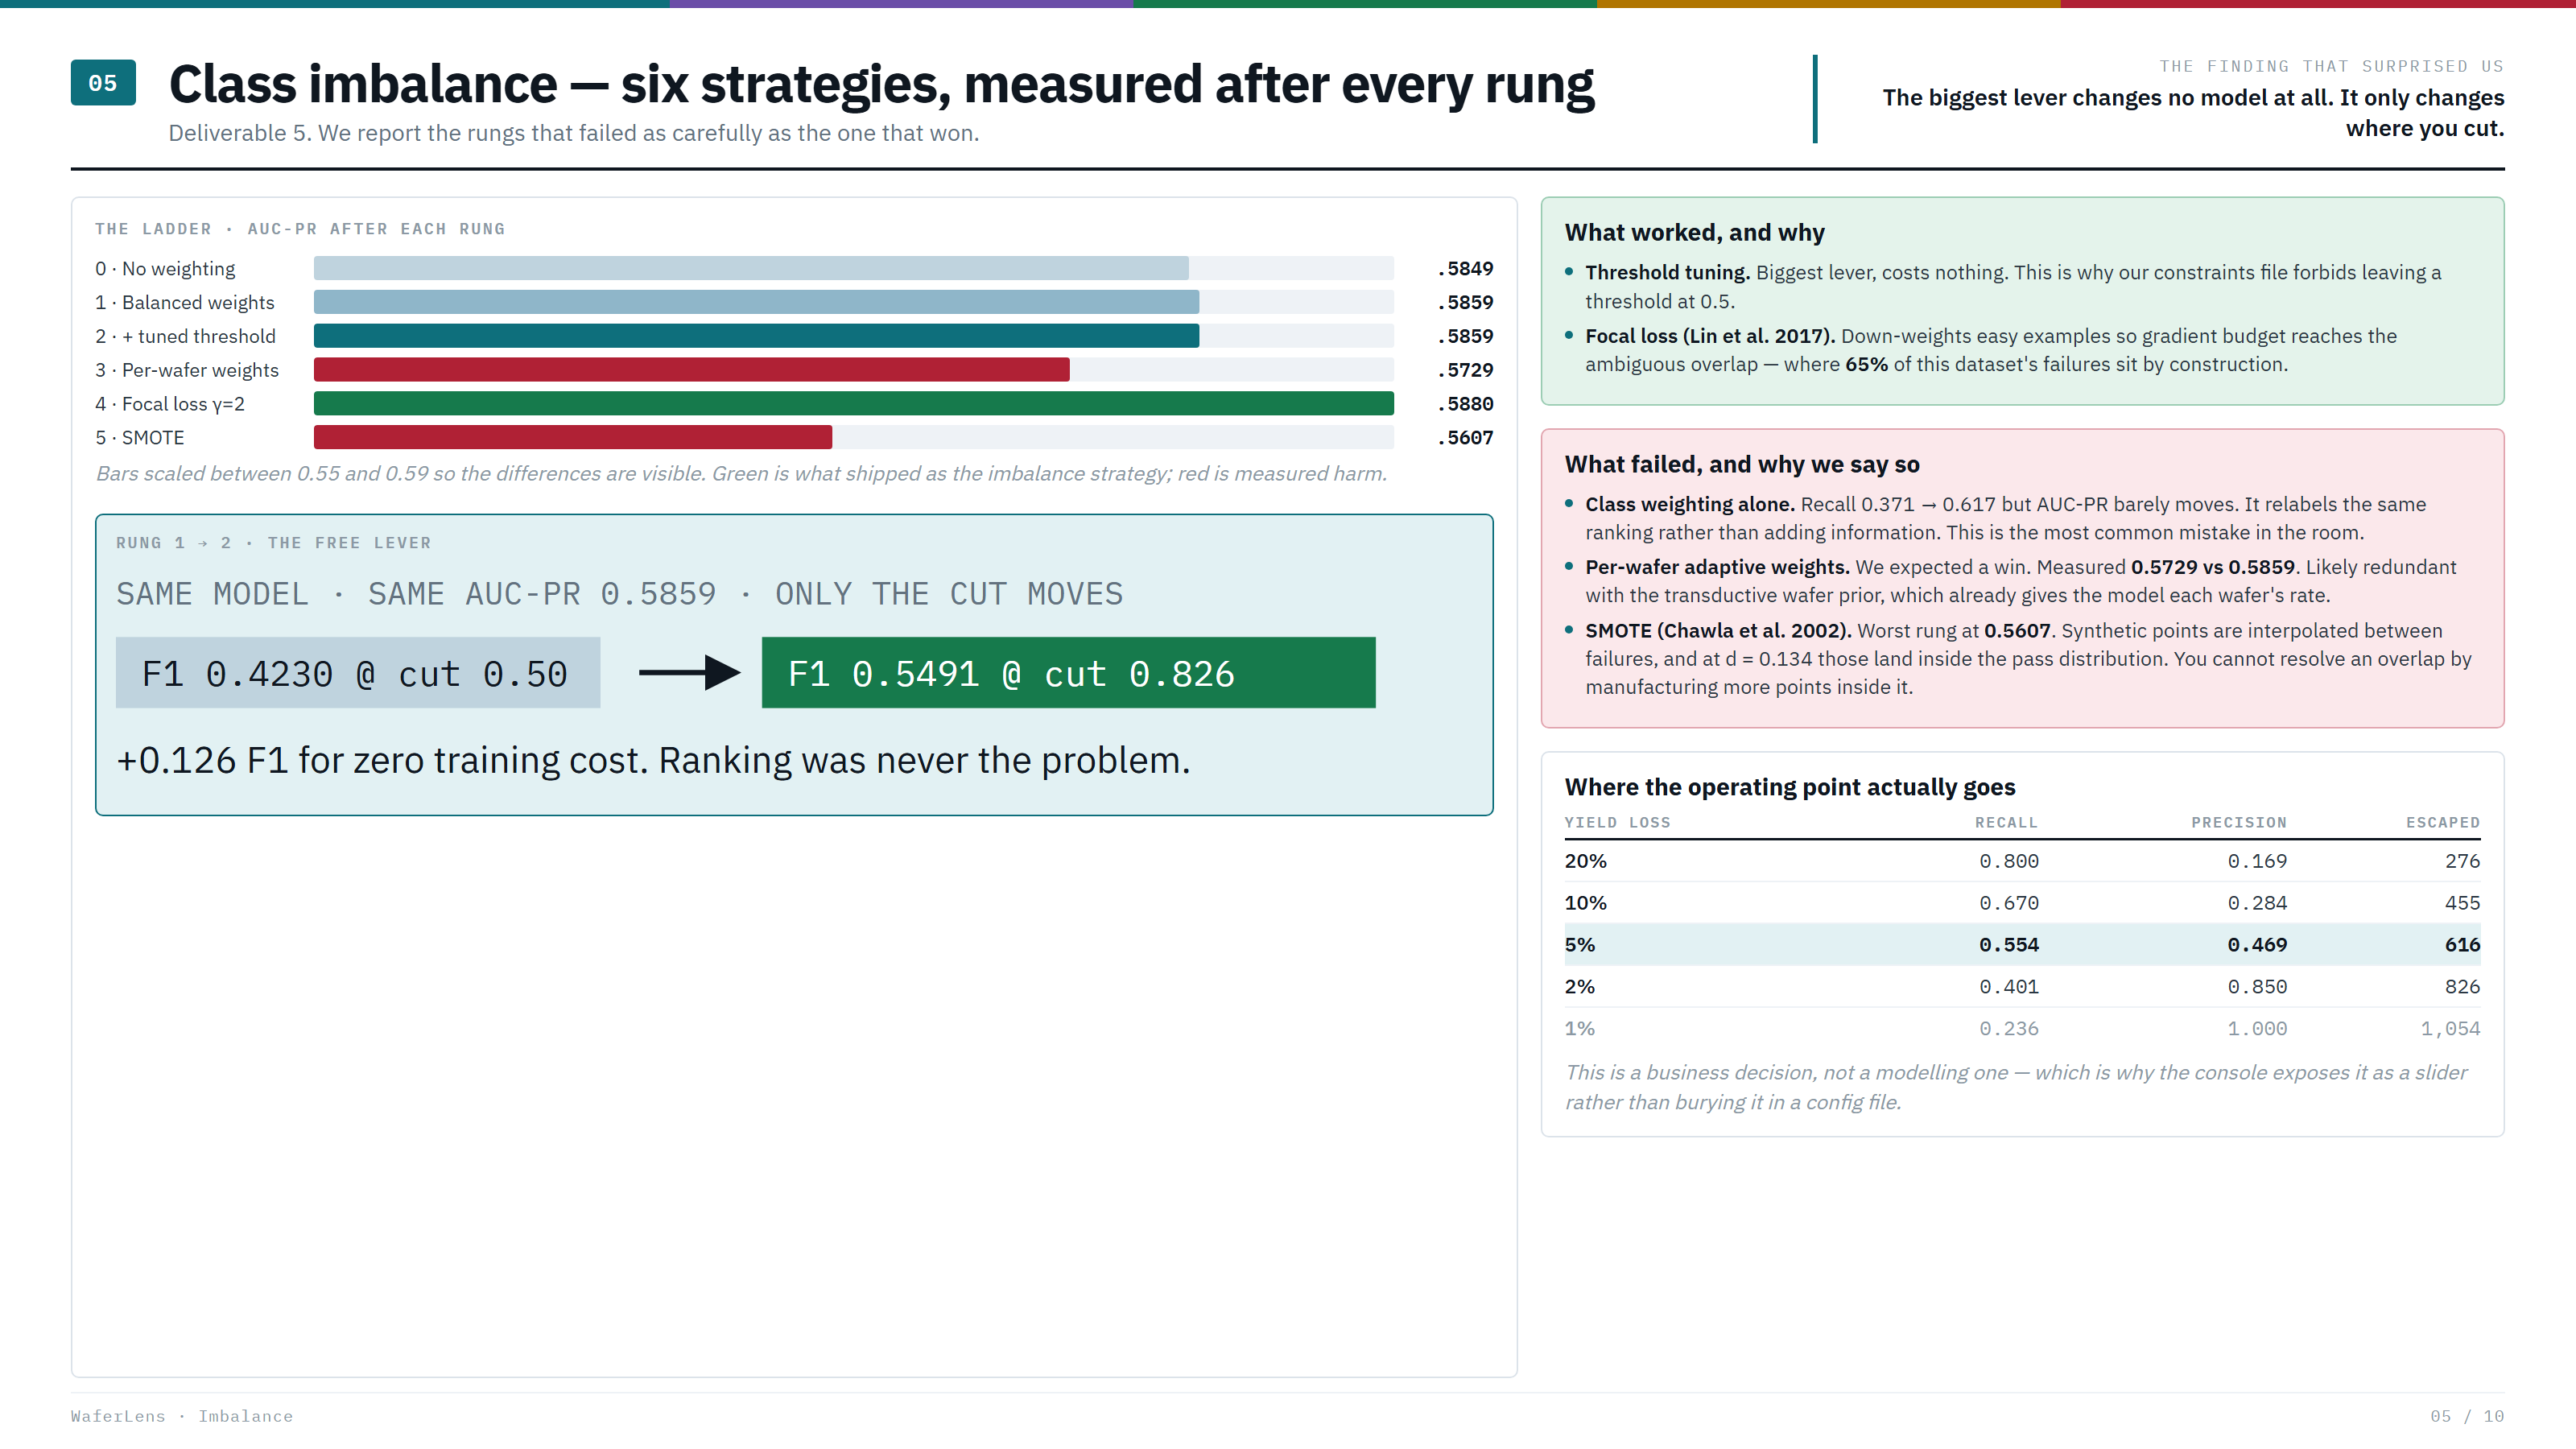 05
Class imbalance — six strategies, measured after every rung
Deliverable 5. We report the rungs that failed as carefully as the one that won.
THE FINDING THAT SURPRISED US
The biggest lever changes no model at all. It only changes
where you cut.
THE LADDER · AUC-PR AFTER EACH RUNG
0 · No weighting .5849
1 · Balanced weights .5859
2 · + tuned threshold .5859
3 · Per-wafer weights .5729
4 · Focal loss γ=2 .5880
5 · SMOTE .5607
Bars scaled between 0.55 and 0.59 so the differences are visible. Green is what shipped as the imbalance strategy; red is measured harm.
RUNG 1 → 2 · THE FREE LEVER
SAME MODEL · SAME AUC-PR 0.5859 · ONLY THE CUT MOVES
F1 0.4230 @ cut 0.50
F1 0.5491 @ cut 0.826
+0.126 F1 for zero training cost. Ranking was never the problem.
What worked, and why
• Threshold tuning. Biggest lever, costs nothing. This is why our constraints file forbids leaving a
threshold at 0.5.
• Focal loss (Lin et al. 2017). Down-weights easy examples so gradient budget reaches the
ambiguous overlap — where 65% of this dataset's failures sit by construction.
What failed, and why we say so
• Class weighting alone. Recall 0.371 → 0.617 but AUC-PR barely moves. It relabels the same
ranking rather than adding information. This is the most common mistake in the room.
• Per-wafer adaptive weights. We expected a win. Measured 0.5729 vs 0.5859. Likely redundant
with the transductive wafer prior, which already gives the model each wafer's rate.
• SMOTE (Chawla et al. 2002). Worst rung at 0.5607. Synthetic points are interpolated between
failures, and at d = 0.134 those land inside the pass distribution. You cannot resolve an overlap by
manufacturing more points inside it.
Where the operating point actually goes
YIELD LOSS RECALL PRECISION ESCAPED
20% 0.800 0.169 276
10% 0.670 0.284 455
5% 0.554 0.469 616
2% 0.401 0.850 826
1% 0.236 1.000 1,054
This is a business decision, not a modelling one — which is why the console exposes it as a slider
rather than burying it in a config file.
WaferLens · Imbalance
05 / 10